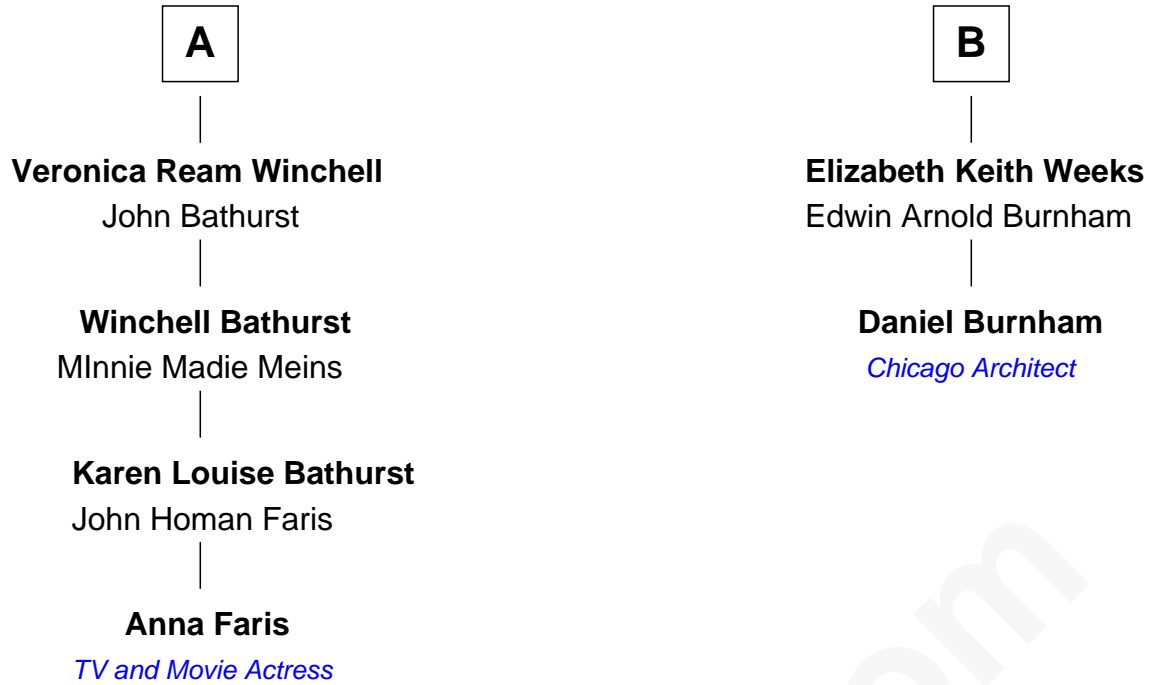 A
Veronica Ream Winchell
John Bathurst
Winchell Bathurst
MInnie Madie Meins
Karen Louise Bathurst
John Homan Faris
Anna Faris
TV and Movie Actress
B
Elizabeth Keith Weeks
Edwin Arnold Burnham
Daniel Burnham
Chicago Architect
om